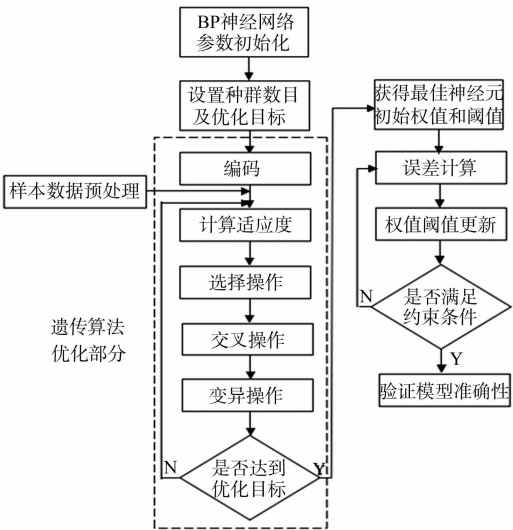 BP神经网络
参数初始化
设置种群数目
及优化目标
编码
样本数据预处理
计算适应度
选择操作
交叉操作
变异操作
是否达到
优化目标
N
Y
遗传算法
优化部分
获得最佳神经元
初始权值和阈值
误差计算
权值阈值更新
是否满足
约束条件
N
Y
验证模型准确性